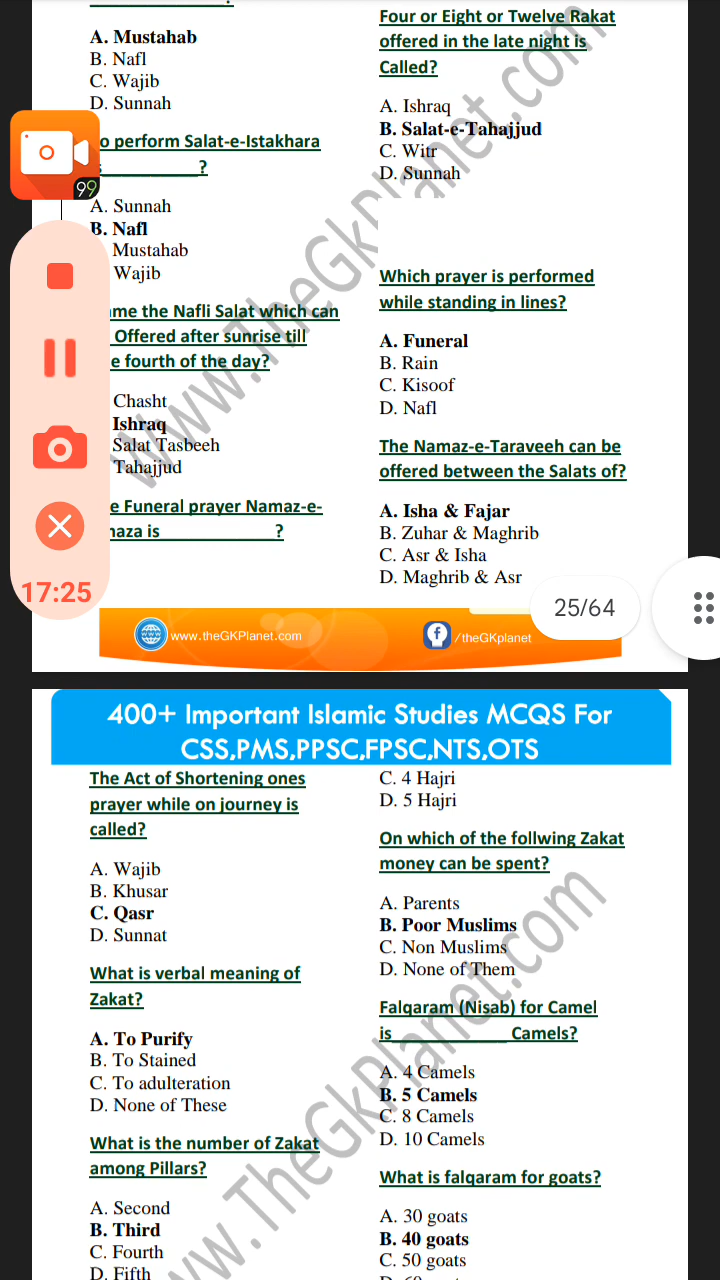 A. Mustahab
B. Nafl
C. Wajib
D. Sunnah
o perform Salat-e-Istakhara
s__________?
A. Sunnah
B. Nafl
Mustahab
Wajib
me the Nafli Salat which can
Offered after sunrise till
e fourth of the day?
Chasht
Ishraq
Salat Tasbeeh
Tahajjud
e Funeral prayer Namaz-e-
naza is____________?
Four or Eight or Twelve Rakat
offered in the late night is
Called?
A. Ishraq
B. Salat-e-Tahajjud
C. Witr
D. Sunnah
Which prayer is performed
while standing in lines?
A. Funeral
B. Rain
C. Kisoof
D. Nafl
The Namaz-e-Taraveeh can be
offered between the Salats of?
A. Isha & Fajar
B. Zuhar & Maghrib
C. Asr & Isha
D. Maghrib & Asr
99
17:25
25/64
www.theGKPlanet.com
/theGKplanet
www.TheGkPlanet.com
400+ Important Islamic Studies MCQS For
CSS,PMS,PPSC,FPSC,NTS,OTS
The Act of Shortening ones
prayer while on journey is
called?
A. Wajib
B. Khusar
C. Qasr
D. Sunnat
What is verbal meaning of
Zakat?
A. To Purify
B. To Stained
C. To adulteration
D. None of These
What is the number of Zakat
among Pillars?
A. Second
B. Third
C. Fourth
D. Fifth
C. 4 Hajri
D. 5 Hajri
On which of the follwing Zakat
money can be spent?
A. Parents
B. Poor Muslims
C. Non Muslims
D. None of Them
Falqaram (Nisab) for Camel
is____________ Camels?
A. 4 Camels
B. 5 Camels
C. 8 Camels
D. 10 Camels
What is falqaram for goats?
A. 30 goats
B. 40 goats
C. 50 goats
www.TheGkPlanet.com